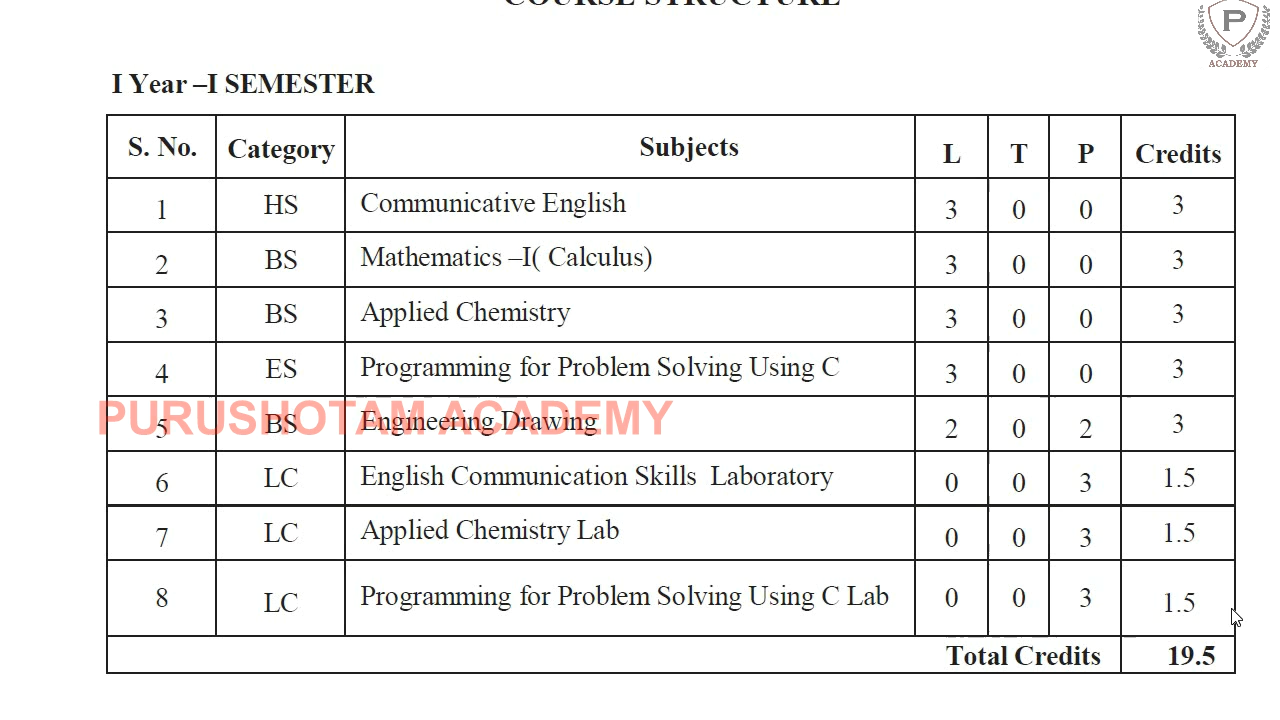 COURSE STRUCTURE
P
ACADEMY
I Year –I SEMESTER
S. No. Category Subjects L T P Credits
1 HS Communicative English 3 0 0 3
2 BS Mathematics –I( Calculus) 3 0 0 3
3 BS Applied Chemistry 3 0 0 3
4 ES Programming for Problem Solving Using C 3 0 0 3
PURUSHOTAM ACADEMY
5 BS Engineering Drawing 2 0 2 3
6 LC English Communication Skills Laboratory 0 0 3 1.5
7 LC Applied Chemistry Lab 0 0 3 1.5
8 LC Programming for Problem Solving Using C Lab 0 0 3 1.5
Total Credits 19.5